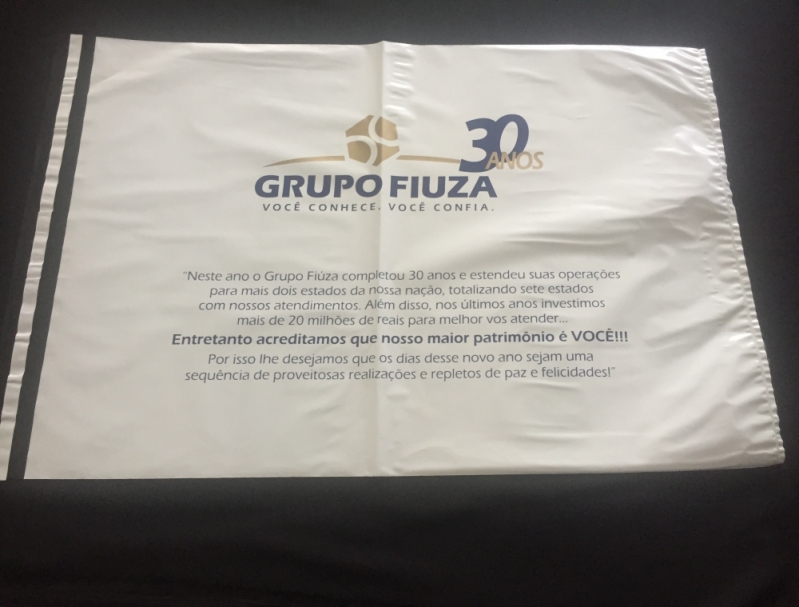 30
ANOS
GRUPO FIUZA
VOCÊ CONHECE, VOCÊ CONFIA.
"Neste ano o Grupo Fiúza completou 30 anos e estendeu suas operações
para mais dois estados da nossa nação, totalizando sete estados
com nossos atendimentos. Além disso, nos últimos anos investimos
mais de 20 milhões de reais para melhor vos atender...
Entretanto acreditamos que nosso maior patrimônio é VOCÊ!!!
Por isso lhe desejamos que os dias desse novo ano sejam uma
sequência de proveitosas realizações e repletos de paz e felicidades!"